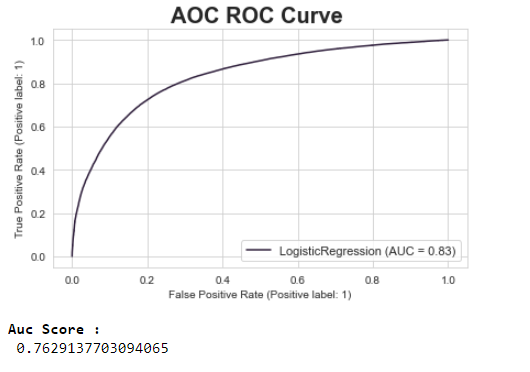 AOC ROC Curve
1.0
0.8
0.6
0.4
0.2
0.0
True Positive Rate (Positive label: 1)
LogisticRegression (AUC = 0.83)
0.0 0.2 0.4 0.6 0.8 1.0
False Positive Rate (Positive label: 1)
Auc Score :
0.7629137703094065